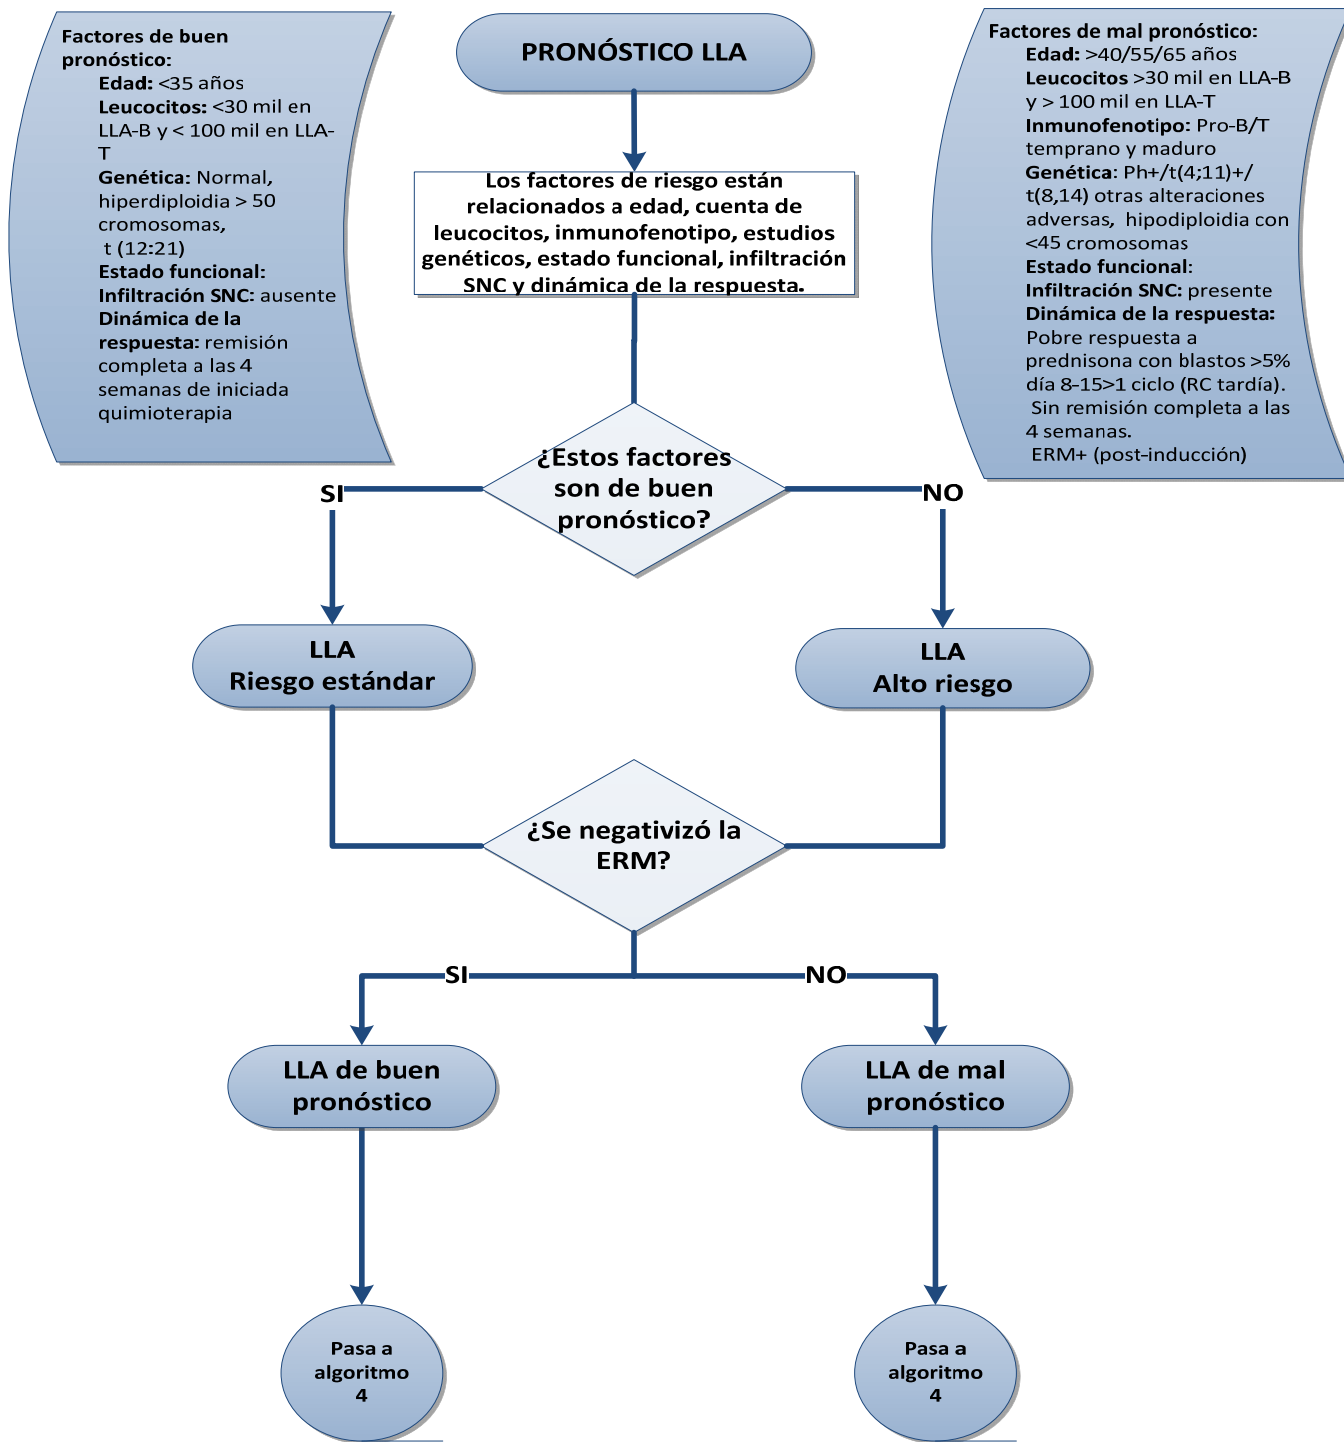 Factores de buen
pronóstico:
Edad: <35 años
Leucocitos: <30 mil en
LLA-B y < 100 mil en LLA-
T
Genética: Normal,
hiperdiploidia > 50
cromosomas,
t (12:21)
Estado funcional:
Infiltración SNC: ausente
Dinámica de la
respuesta: remisión
completa a las 4
semanas de iniciada
quimioterapia
PRONÓSTICO LLA
Los factores de riesgo están
relacionados a edad, cuenta de
leucocitos, inmunofenotipo, estudios
genéticos, estado funcional, infiltración
SNC y dinámica de la respuesta.
Factores de mal pronóstico:
Edad: >40/55/65 años
Leucocitos >30 mil en LLA-B
y > 100 mil en LLA-T
Inmunofenotipo: Pro-B/T
temprano y maduro
Genética: Ph+/t(4;11)+/
t(8,14) otras alteraciones
adversas, hipodiploidia con
<45 cromosomas
Estado funcional:
Infiltración SNC: presente
Dinámica de la respuesta:
Pobre respuesta a
prednisona con blastos >5%
día 8-15>1 ciclo (RC tardía).
Sin remisión completa a las
4 semanas.
ERM+ (post-inducción)
¿Estos factores
son de buen
pronóstico?
SI
NO
LLA
Riesgo estándar
LLA
Alto riesgo
¿Se negativizó la
ERM?
SI
NO
LLA de buen
pronóstico
LLA de mal
pronóstico
Pasa a
algoritmo
4
Pasa a
algoritmo
4